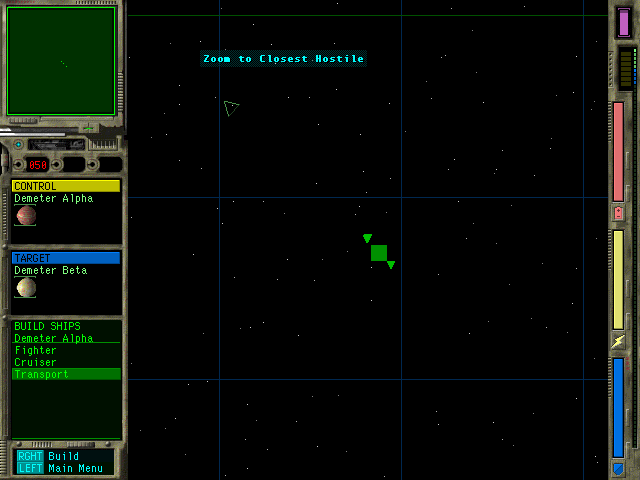 Zoom to Closest Hostile
050
CONTROL
Demeter Alpha
TARGET
Demeter Beta
BUILD SHIPS
Demeter Alpha
Fighter
Cruiser
Transport
RGHT Build
LEFT Main Menu